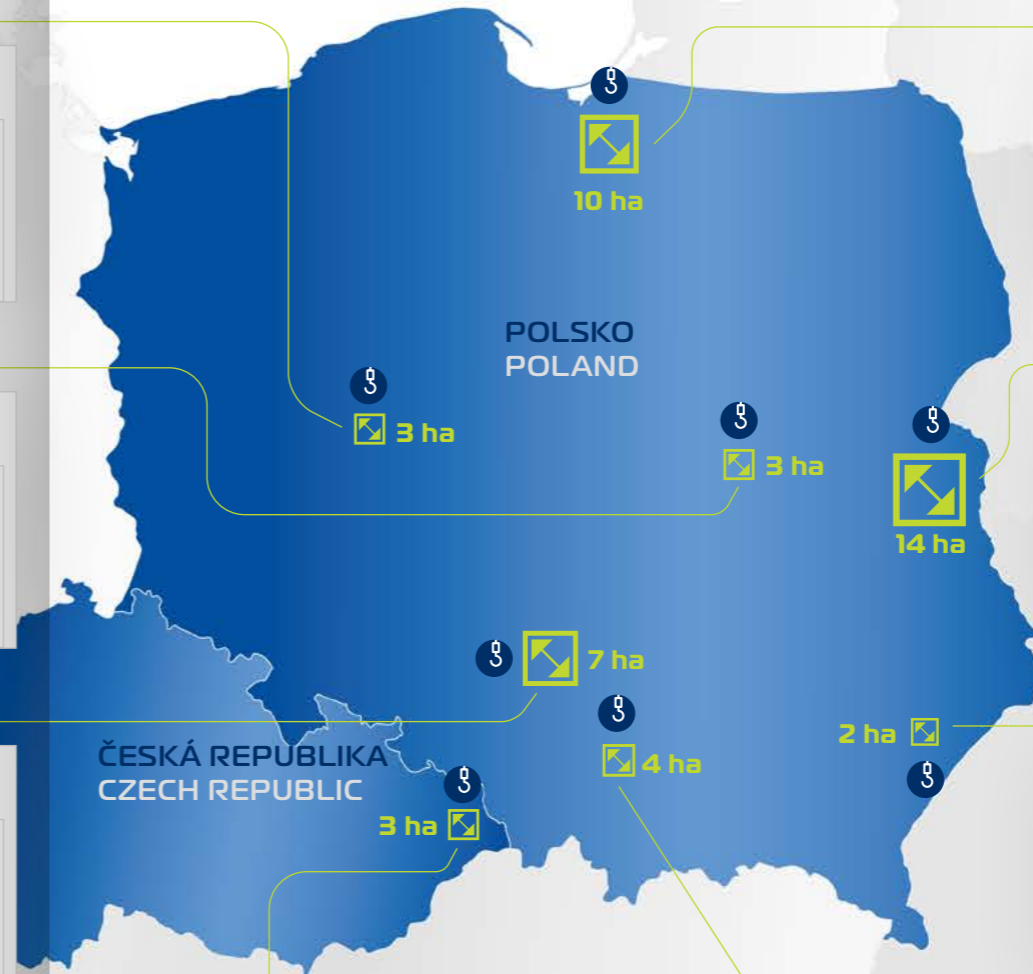 10 ha
POLSKO
POLAND
3 ha
3 ha
14 ha
7 ha
2 ha
4 ha
ČESKÁ REPUBLIKA
CZECH REPUBLIC
3 ha